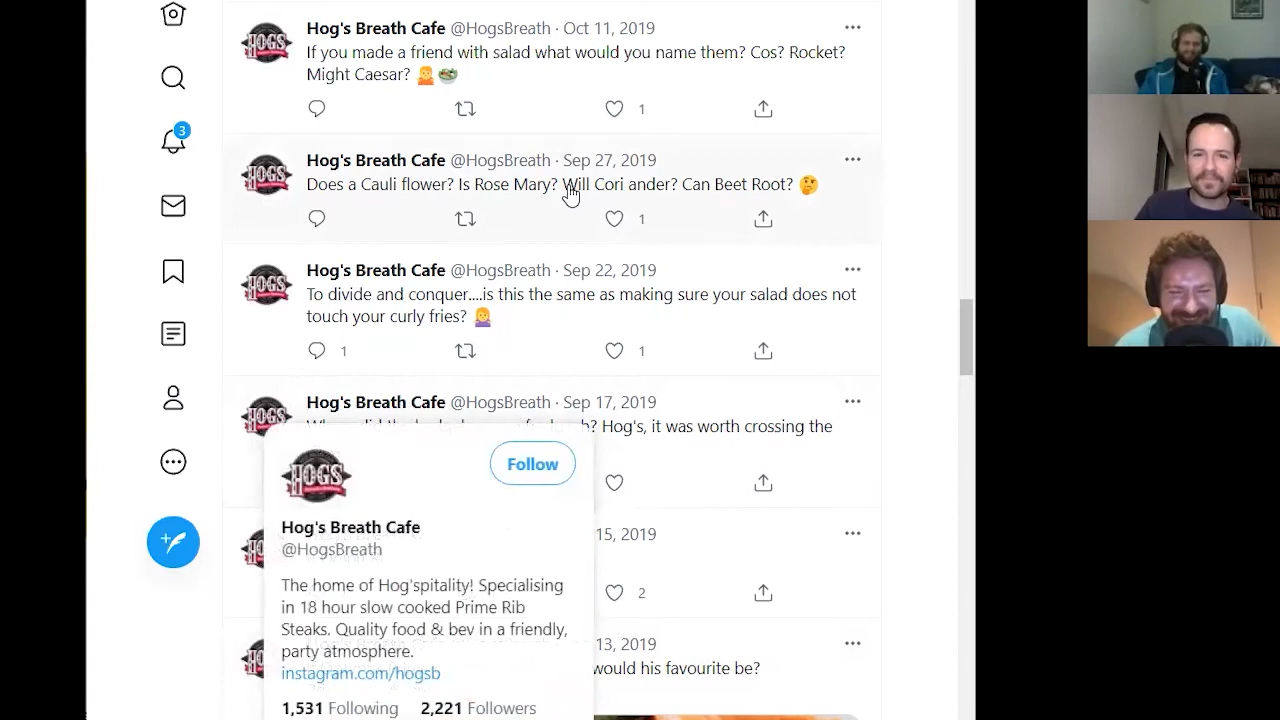 Hog's Breath Cafe @HogsBreath · Oct 11, 2019
If you made a friend with salad what would you name them? Cos? Rocket?
Might Caesar? 🤷🥗
1
3
Hog's Breath Cafe @HogsBreath · Sep 27, 2019
Does a Cauli flower? Is Rose Mary? Will Cori ander? Can Beet Root? 🤔
1
Hog's Breath Cafe @HogsBreath · Sep 22, 2019
To divide and conquer....is this the same as making sure your salad does not
touch your curly fries? 🤷‍♀️
1 1
Hog's Breath Cafe @HogsBreath · Sep 17, 2019
Hog's, it was worth crossing the
HOGS
Follow
Hog's Breath Cafe
@HogsBreath
15, 2019
The home of Hog'spitality! Specialising
in 18 hour slow cooked Prime Rib
Steaks. Quality food & bev in a friendly,
party atmosphere.
instagram.com/hogsb
1,531 Following 2,221 Followers
2
13, 2019
would his favourite be?